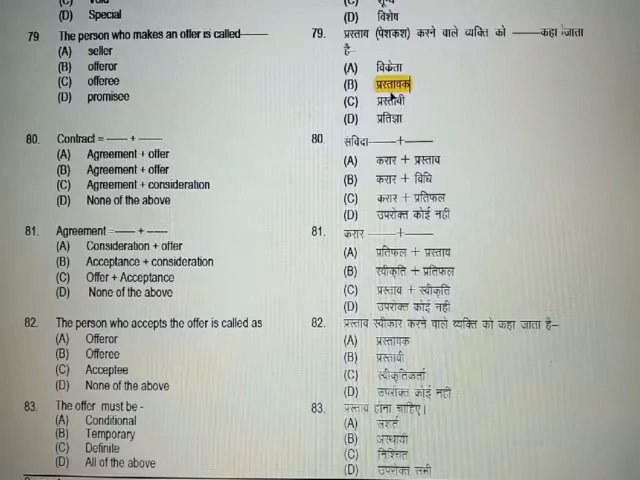 (D) Special
79 The person who makes an offer is called
(A) seller
(B) offeror
(C) offeree
(D) promisee
80. Contract = —— + ——
(A) Agreement + offer
(B) Agreement + offer
(C) Agreement + consideration
(D) None of the above
81. Agreement =—— + ——
(A) Consideration + offer
(B) Acceptance + consideration
(C) Offer + Acceptance
(D) None of the above
82. The person who accepts the offer is called as
(A) Offeror
(B) Offeree
(C) Acceptee
(D) None of the above
83. The offer must be -
(A) Conditional
(B) Temporary
(C) Definite
(D) All of the above
(D) विशेष
79. प्रस्ताव (पेशकश) करने वाले व्यक्ति को ——कहा जाता
है–
(A) विक्रेता
(B) प्रस्तावक
(C) प्रस्तावी
(D) प्रतिज्ञा
80. संविदा——+——
(A) करार + प्रस्ताव
(B) करार + विधि
(C) करार + प्रतिफल
(D) उपरोक्त कोई नहीं
81. करार ——+——
(A) प्रतिफल + प्रस्ताव
(B) स्वीकृति + प्रतिफल
(C) प्रस्ताव + स्वीकृति
(D) उपरोक्त कोई नहीं
82. प्रस्ताव स्वीकार करने वाले व्यक्ति को कहा जाता है–
(A) प्रस्तावक
(B) प्रस्तावी
(C) स्वीकृतिकर्ता
(D) उपरोक्त कोई नहीं
83. प्रस्ताव होना चाहिए।
(A) सशर्त
(B) अस्थायी
(C) निश्चित
(D) उपरोक्त सभी